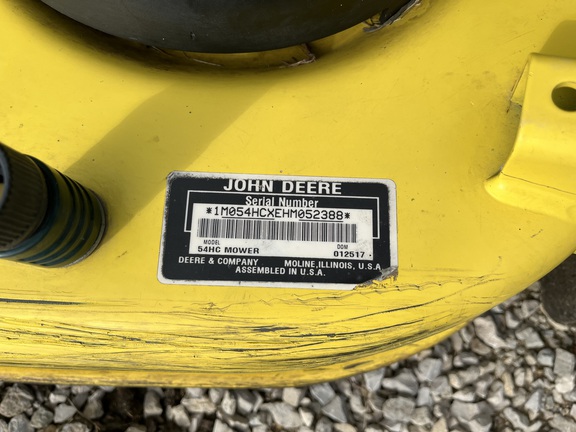 JOHN DEERE
Serial Number
*1M054HCXEHM052388*
MODEL DOM
54HC MOWER 012517
DEERE & COMPANY MOLINE,ILLINOIS, U.S.A
ASSEMBLED IN U.S.A.